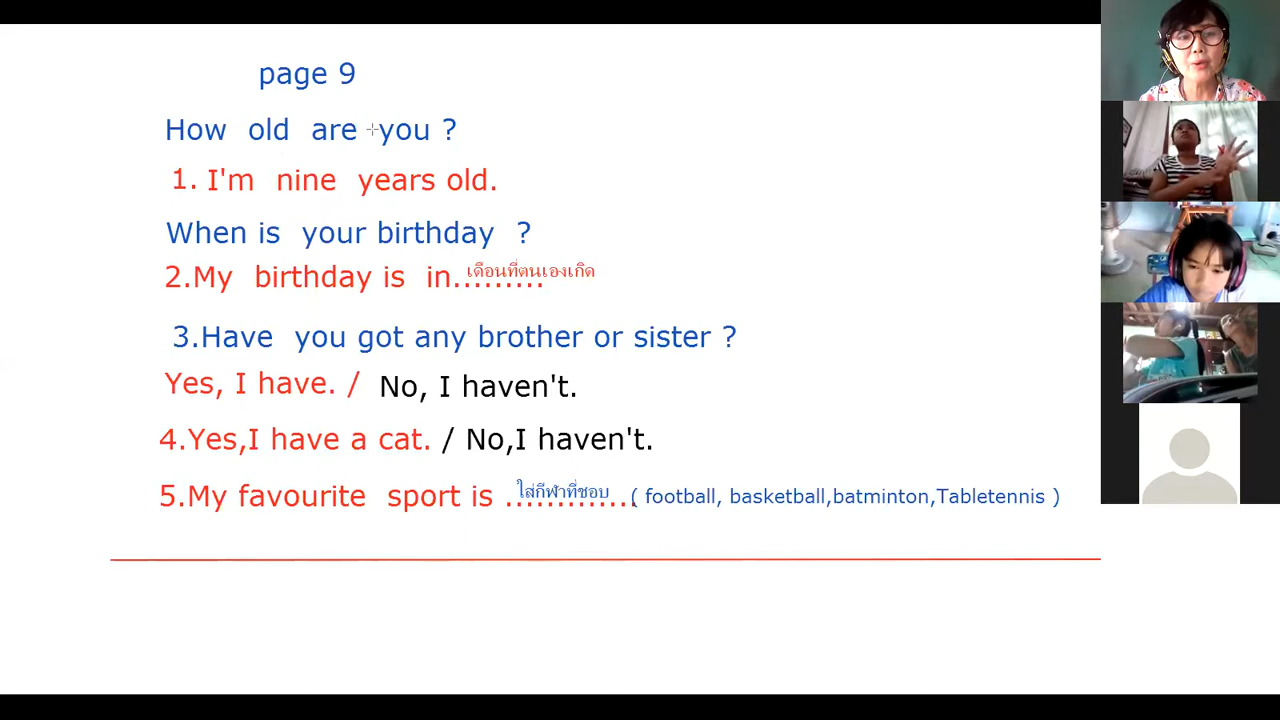 page 9
How old are you ?
1. I'm nine years old.
When is your birthday ?
2.My birthday is in.........เดือนที่ตนเองเกิด
3.Have you got any brother or sister ?
Yes, I have. / No, I haven't.
4.Yes,I have a cat. / No,I haven't.
5.My favourite sport is .............ใส่กีฬาที่ชอบ ( football, basketball,batminton,Tabletennis )